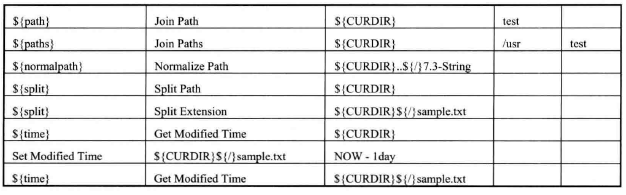 ${path} Join Path ${CURDIR} test
${paths} Join Paths ${CURDIR} /usr test
${normalpath} Normalize Path ${CURDIR}..${/}7.3-String
${split} Split Path ${CURDIR}
${split} Split Extension ${CURDIR}${/}sample.txt
${time} Get Modified Time ${CURDIR}
Set Modified Time ${CURDIR}${/}sample.txt NOW - 1day
${time} Get Modified Time ${CURDIR}${/}sample.txt